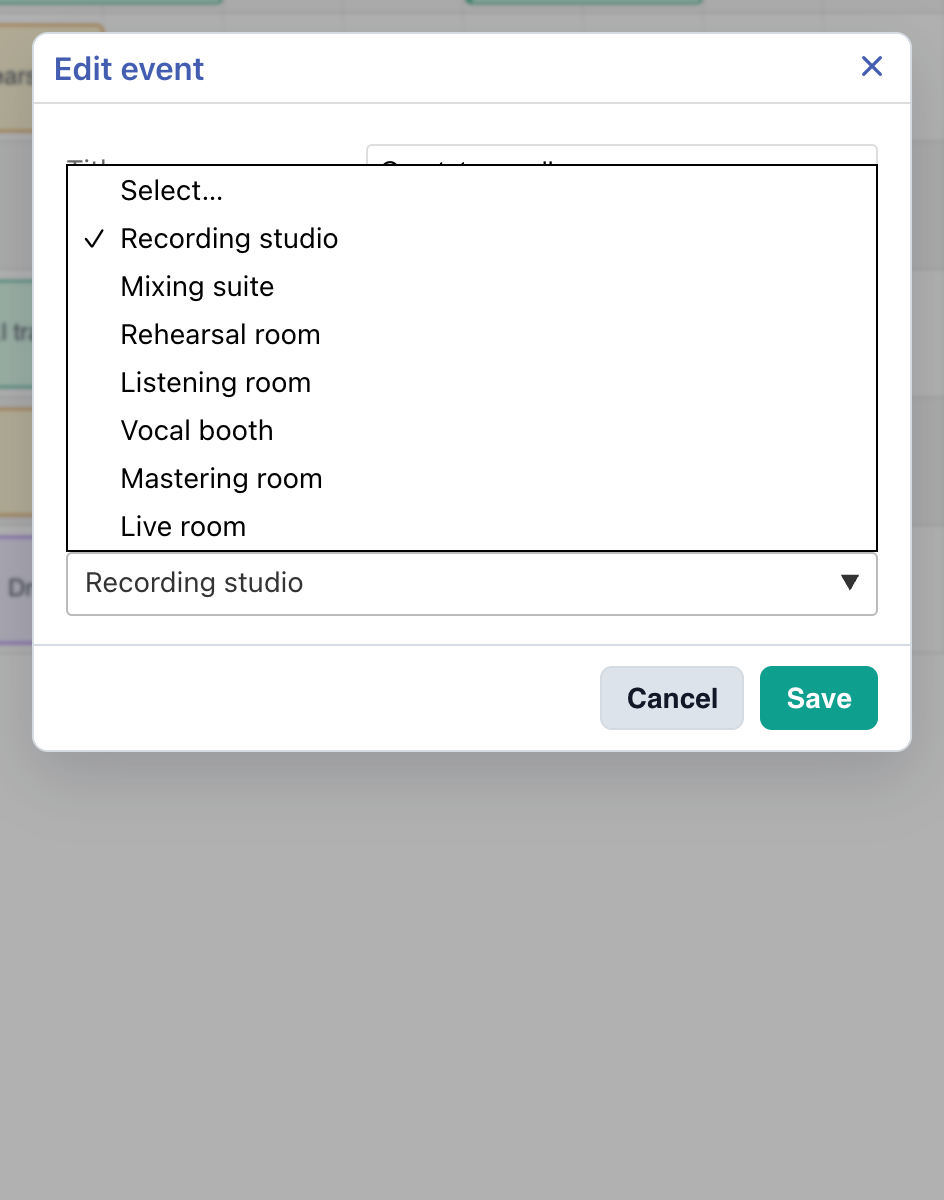 Edit event
Select...
Recording studio
Mixing suite
Rehearsal room
Listening room
Vocal booth
Mastering room
Live room
Recording studio
Cancel
Save